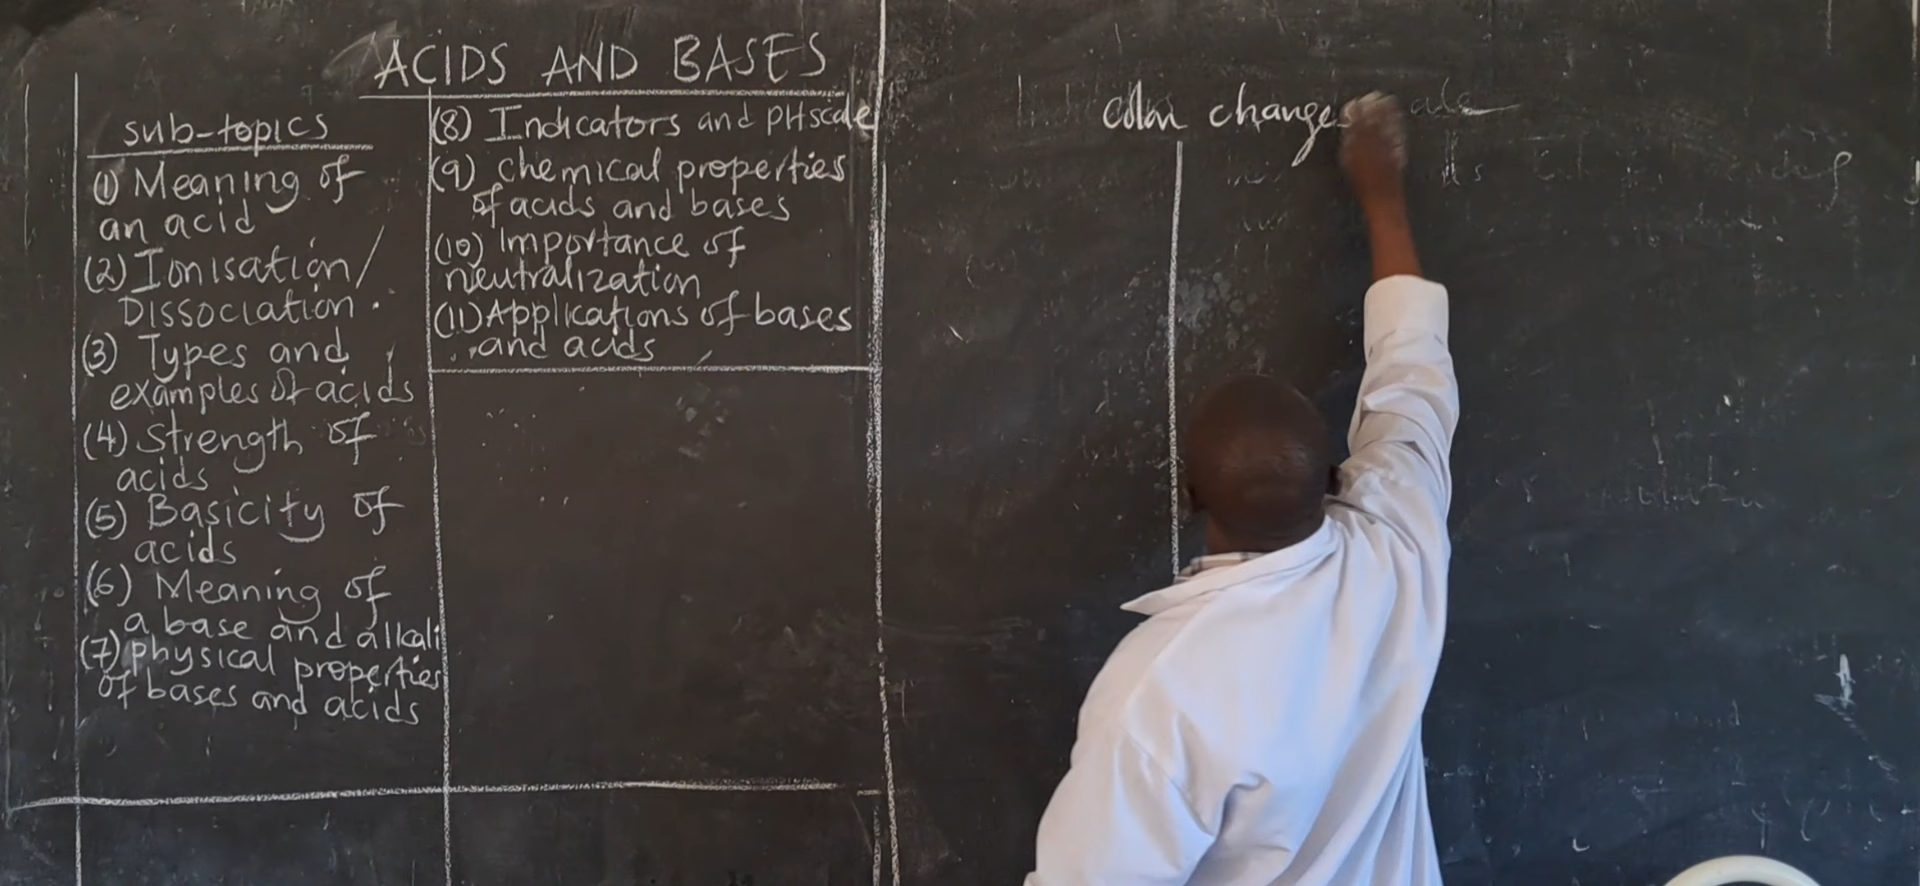 ACIDS AND BASES
sub-topics
(1) Meaning of
an acid
(2) Ionisation/
Dissociation.
(3) Types and
examples of acids
(4) Strength of
acids
(5) Basicity of
acids
(6) Meaning of
a base and alkali
(7) physical properties
of bases and acids
(8) Indicators and PH scale
(9) chemical properties
of acids and bases
(10) Importance of
neutralization
(11) Applications of bases
and acids
changes